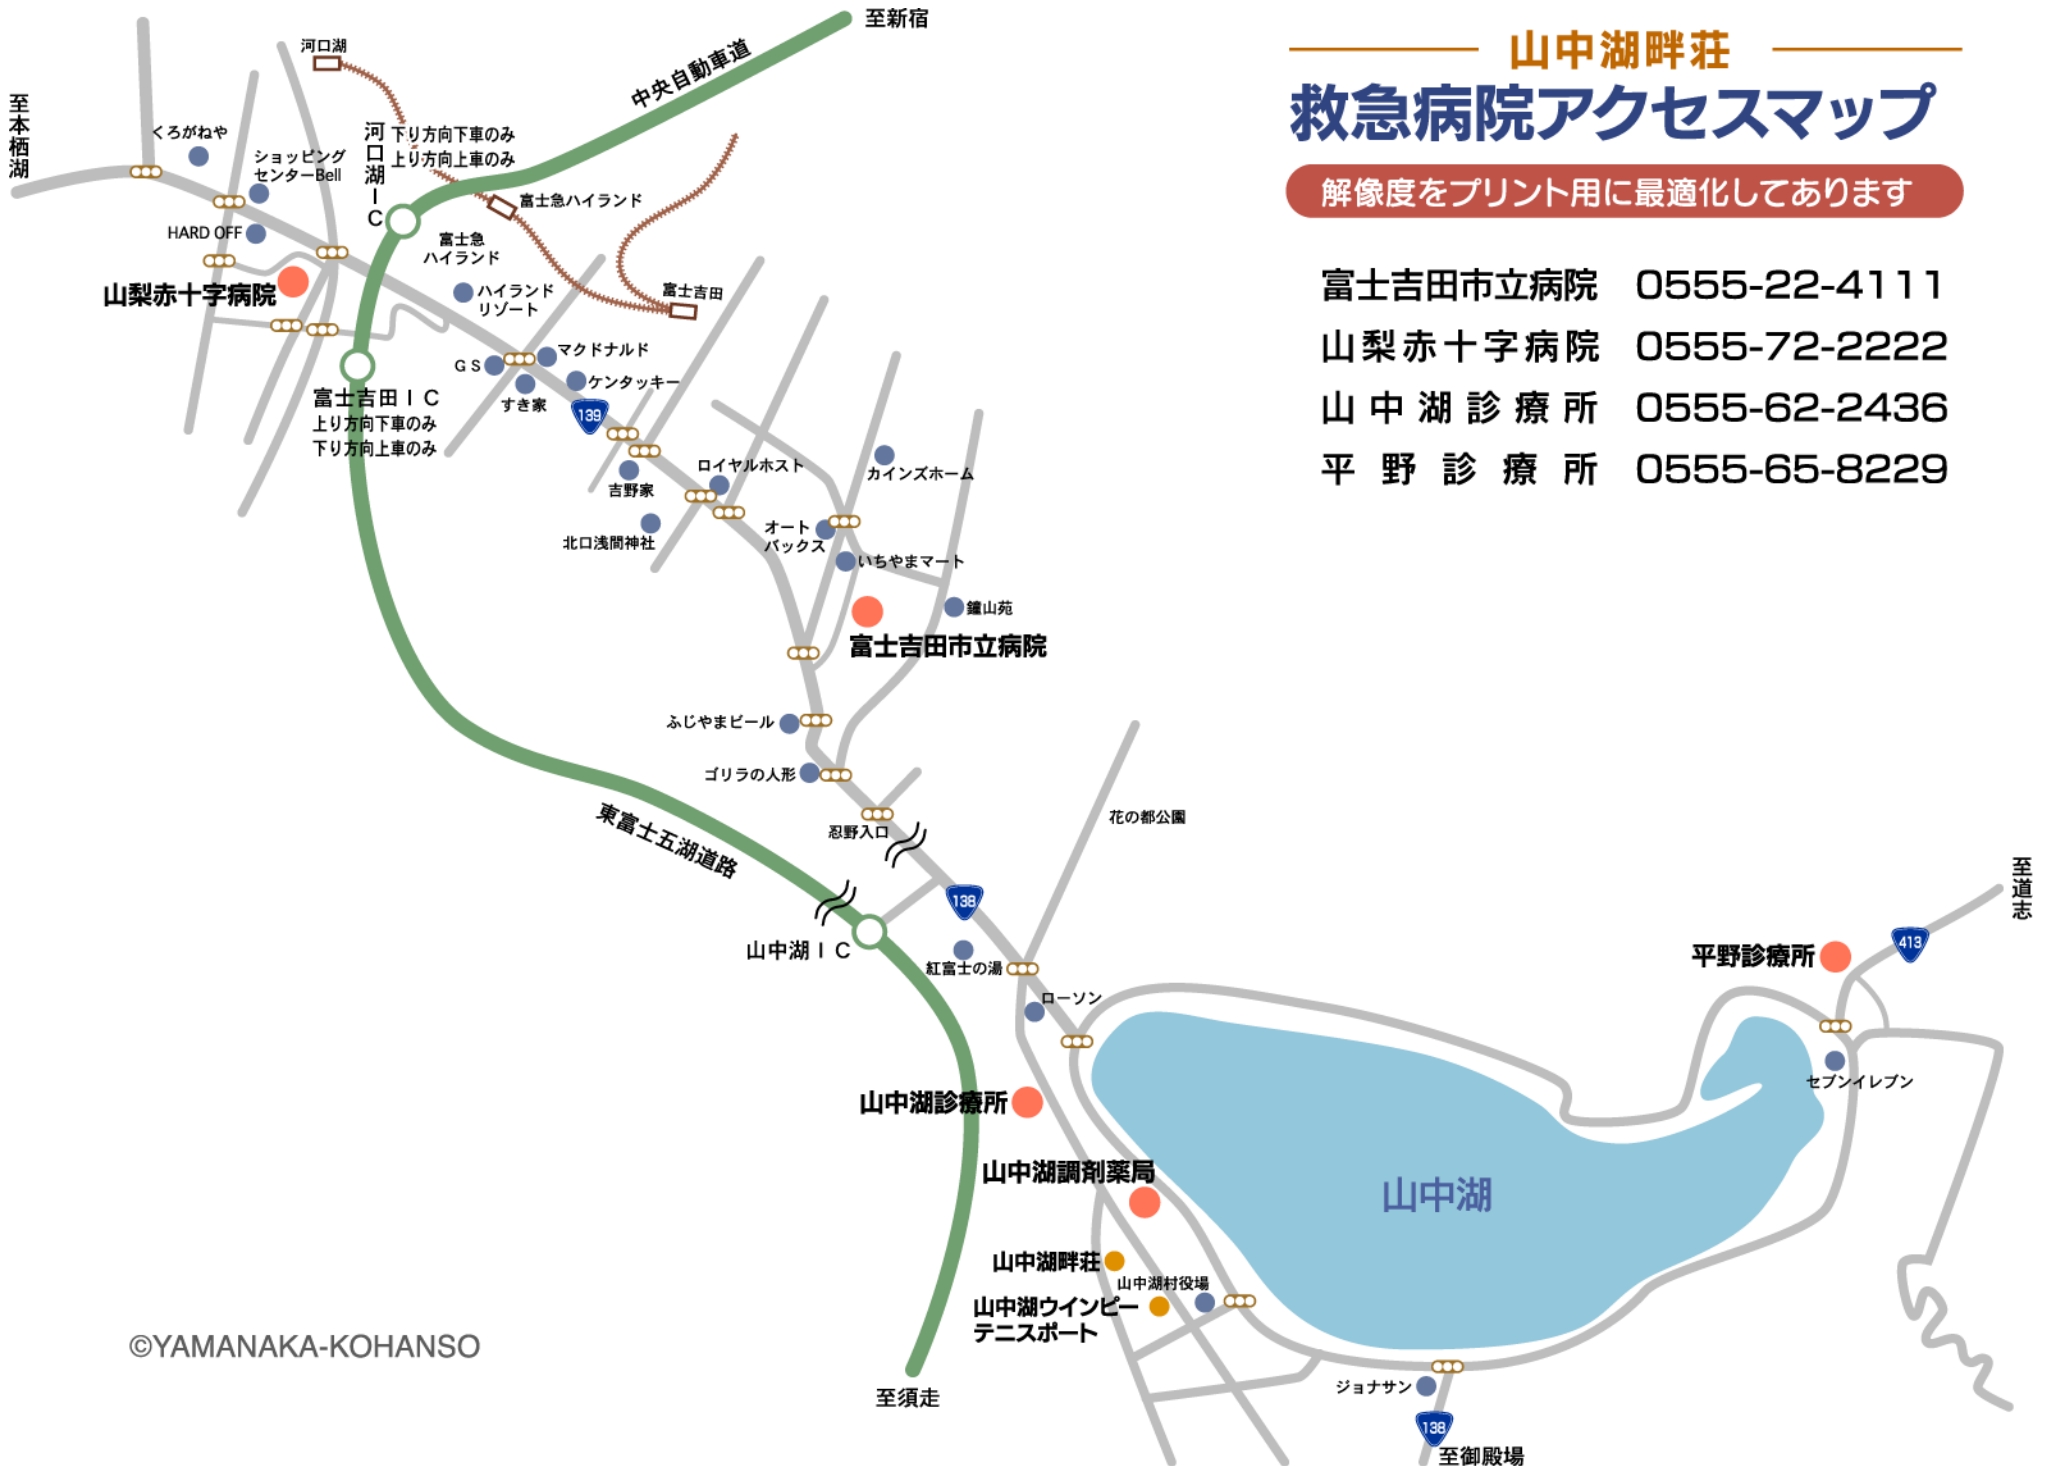 山中湖畔荘
救急病院アクセスマップ
解像度をプリント用に最適化してあります
富士吉田市立病院 0555-22-4111
山梨赤十字病院 0555-72-2222
山中湖診療所 0555-62-2436
平野診療所 0555-65-8229
至新宿
中央自動車道
河口湖
至本栖湖
くろがねや
ショッピング
センターBell
河口湖IC
下り方向下車のみ
上り方向上車のみ
富士急ハイランド
HARD OFF
富士急
ハイランド
山梨赤十字病院
ハイランド
リゾート
富士吉田
マクドナルド
GS
ケンタッキー
すき家
139
富士吉田IC
上り方向下車のみ
下り方向上車のみ
ロイヤルホスト
カインズホーム
吉野家
北口浅間神社
オート
バックス
いちやまマート
鐘山苑
富士吉田市立病院
ふじやまビール
ゴリラの人形
忍野入口
花の都公園
東富士五湖道路
138
山中湖IC
紅富士の湯
ローソン
至道志
413
平野診療所
セブンイレブン
山中湖診療所
山中湖調剤薬局
山中湖
山中湖畔荘
山中湖村役場
山中湖ウインピー
テニスポート
ジョナサン
138
至御殿場
至須走
©YAMANAKA-KOHANSO